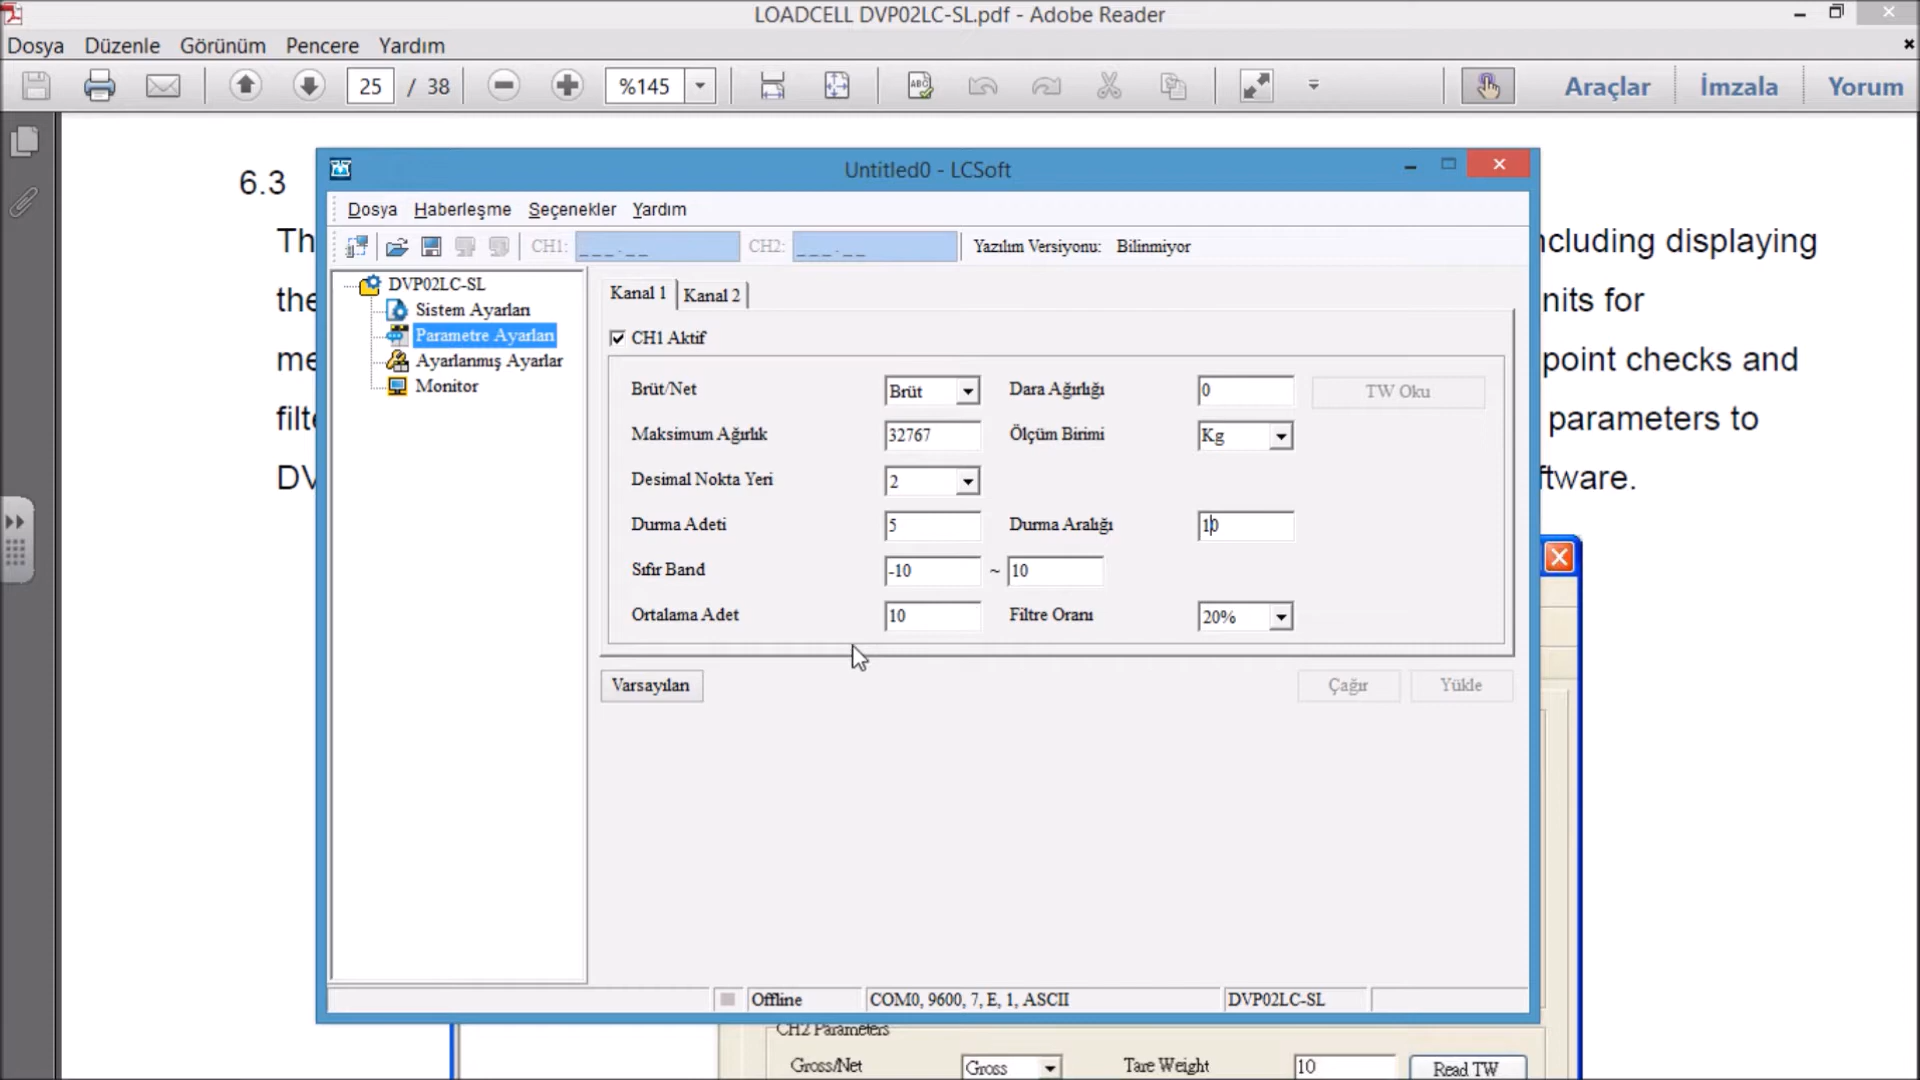 LOADCELL DVP02LC-SL.pdf - Adobe Reader
Dosya Düzenle Görünüm Pencere Yardım
25 / 38 %145 Araçlar İmzala Yorum
6.3
Untitled0 - LCSoft
Dosya Haberleşme Seçenekler Yardım
CH1: ___.__ CH2: ___.__ Yazılım Versiyonu: Bilinmiyor
DVP02LC-SL
Sistem Ayarları
Parametre Ayarları
Ayarlanmış Ayarlar
Monitor
Kanal 1 Kanal 2
CH1 Aktif
Brüt/Net Brüt Dara Ağırlığı 0 TW Oku
Maksimum Ağırlık 32767 Ölçüm Birimi Kg
Desimal Nokta Yeri 2
Durma Adeti 5 Durma Aralığı 10
Sıfır Band -10 ~ 10
Ortalama Adet 10 Filtre Oranı 20%
Varsayılan Çağır Yükle
Offline COM0, 9600, 7, E, 1, ASCII DVP02LC-SL
Th
ncluding displaying
the
nits for
me
point checks and
filte
parameters to
DV
ftware.
CH2 Parameters
Gross/Net Gross Tare Weight 10 Read TW